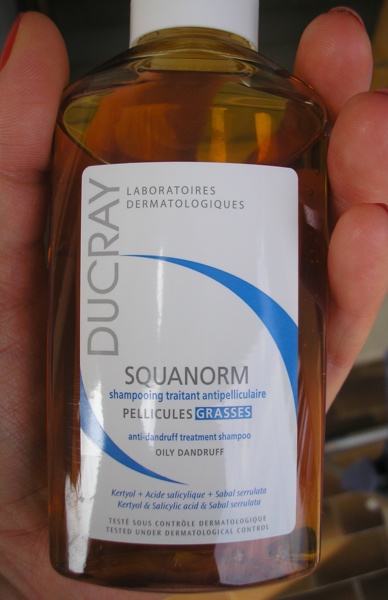 DUCRAY
LABORATOIRES
DERMATOLOGIQUES
SQUANORM
shampooing traitant antipelliculaire
PELLICULES GRASSES
anti-dandruff treatment shampoo
OILY DANDRUFF
Kertyol + Acide salicylique + Sabal serrulata
Kertyol & Salicylic acid & Sabal serrulata
TESTÉ SOUS CONTRÔLE DERMATOLOGIQUE
TESTED UNDER DERMATOLOGICAL CONTROL